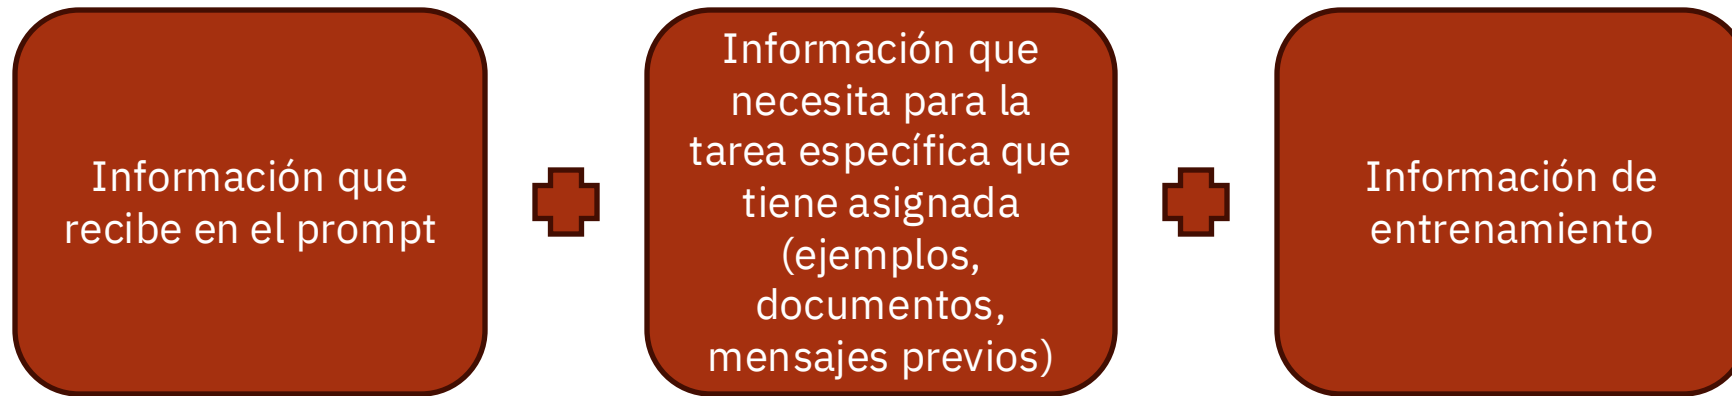 Información que
recibe en el prompt
Información que
necesita para la
tarea específica que
tiene asignada
(ejemplos,
documentos,
mensajes previos)
Información de
entrenamiento